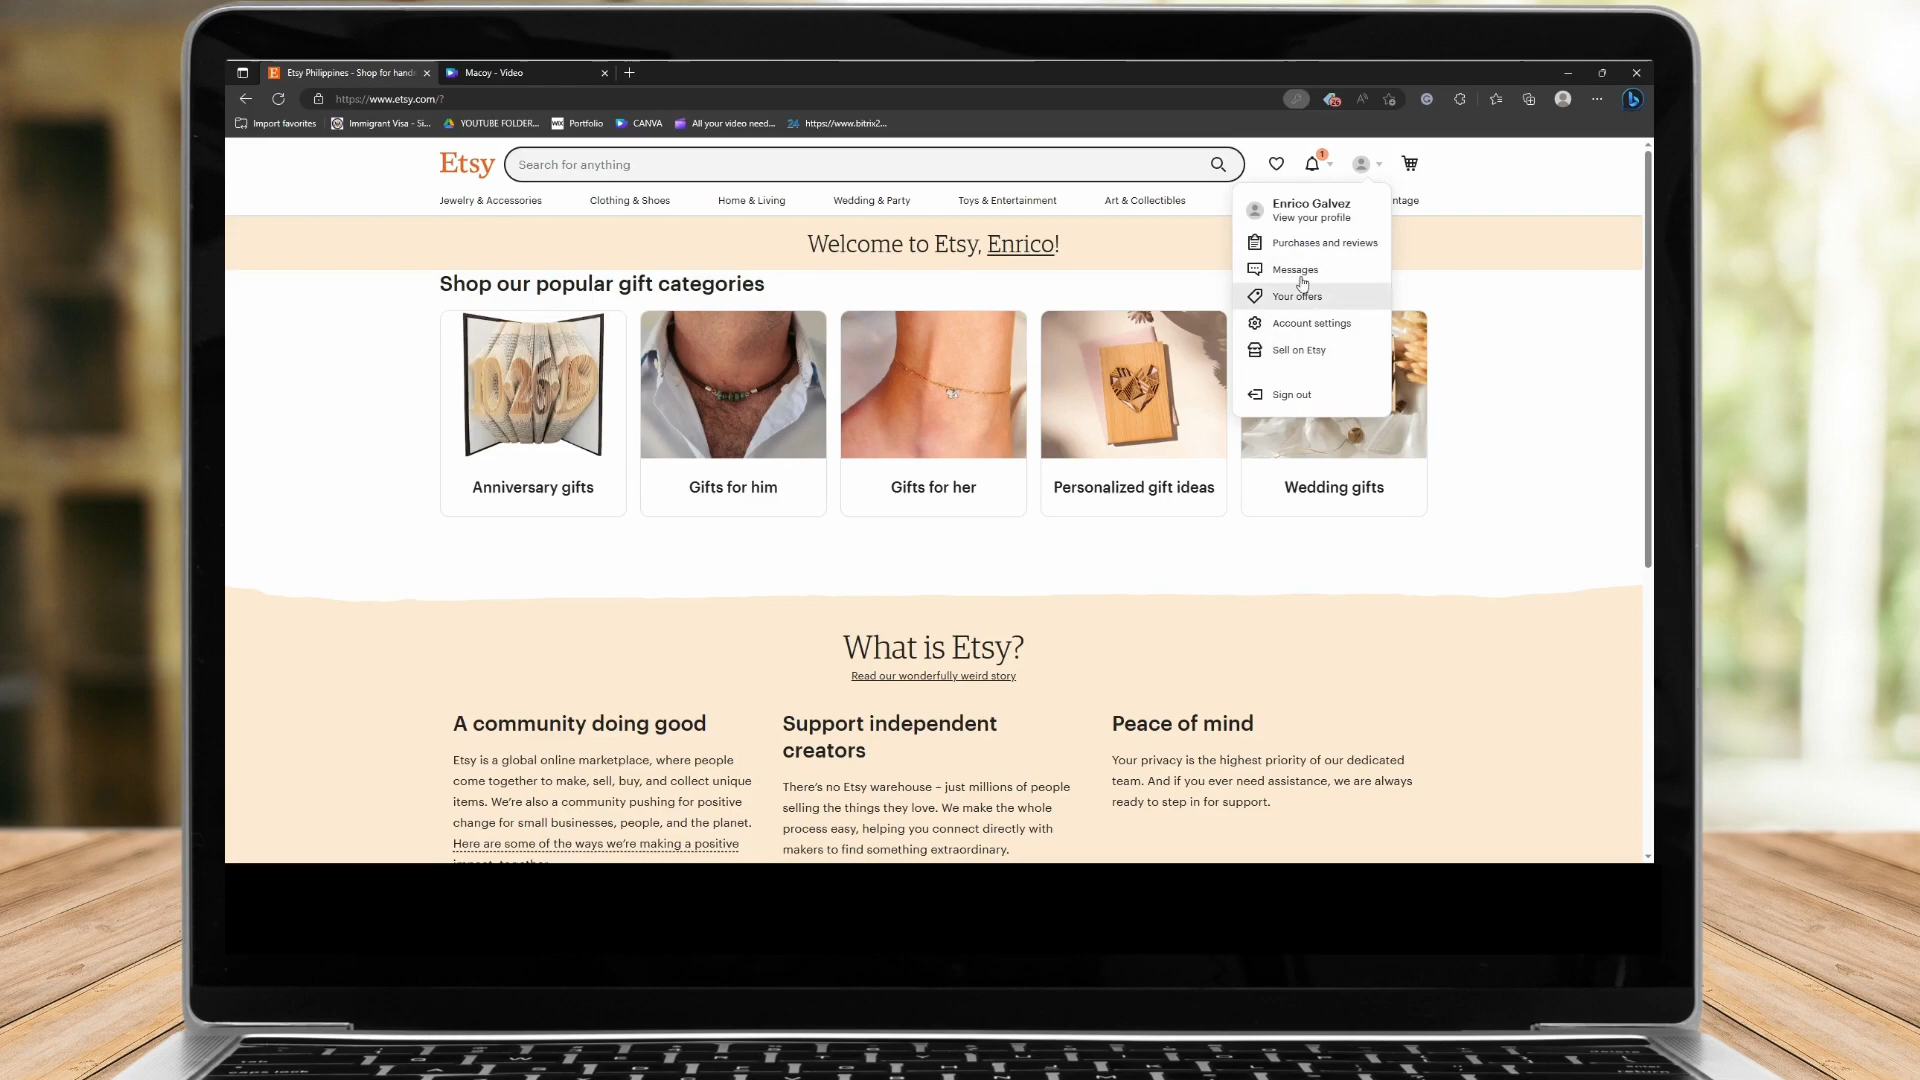 Etsy Philippines - Shop for hand
Macoy - Video
https://www.etsy.com/?
26
Import favorites
Immigrant Visa - Si...
YOUTUBE FOLDER...
WIX
Portfolio
CANVA
All your video need...
24
https://www.bitrix2...
Etsy
Search for anything
1
Jewelry & Accessories
Clothing & Shoes
Home & Living
Wedding & Party
Toys & Entertainment
Art & Collectibles
ntage
Enrico Galvez
View your profile
Purchases and reviews
Messages
Your offers
Account settings
Sell on Etsy
Sign out
Welcome to Etsy, Enrico!
Shop our popular gift categories
Anniversary gifts
Gifts for him
Gifts for her
Personalized gift ideas
Wedding gifts
What is Etsy?
Read our wonderfully weird story
A community doing good
Etsy is a global online marketplace, where people
come together to make, sell, buy, and collect unique
items. We're also a community pushing for positive
change for small businesses, people, and the planet.
Here are some of the ways we're making a positive
impact, together.
Support independent
creators
There's no Etsy warehouse – just millions of people
selling the things they love. We make the whole
process easy, helping you connect directly with
makers to find something extraordinary.
Peace of mind
Your privacy is the highest priority of our dedicated
team. And if you ever need assistance, we are always
ready to step in for support.
caps lock